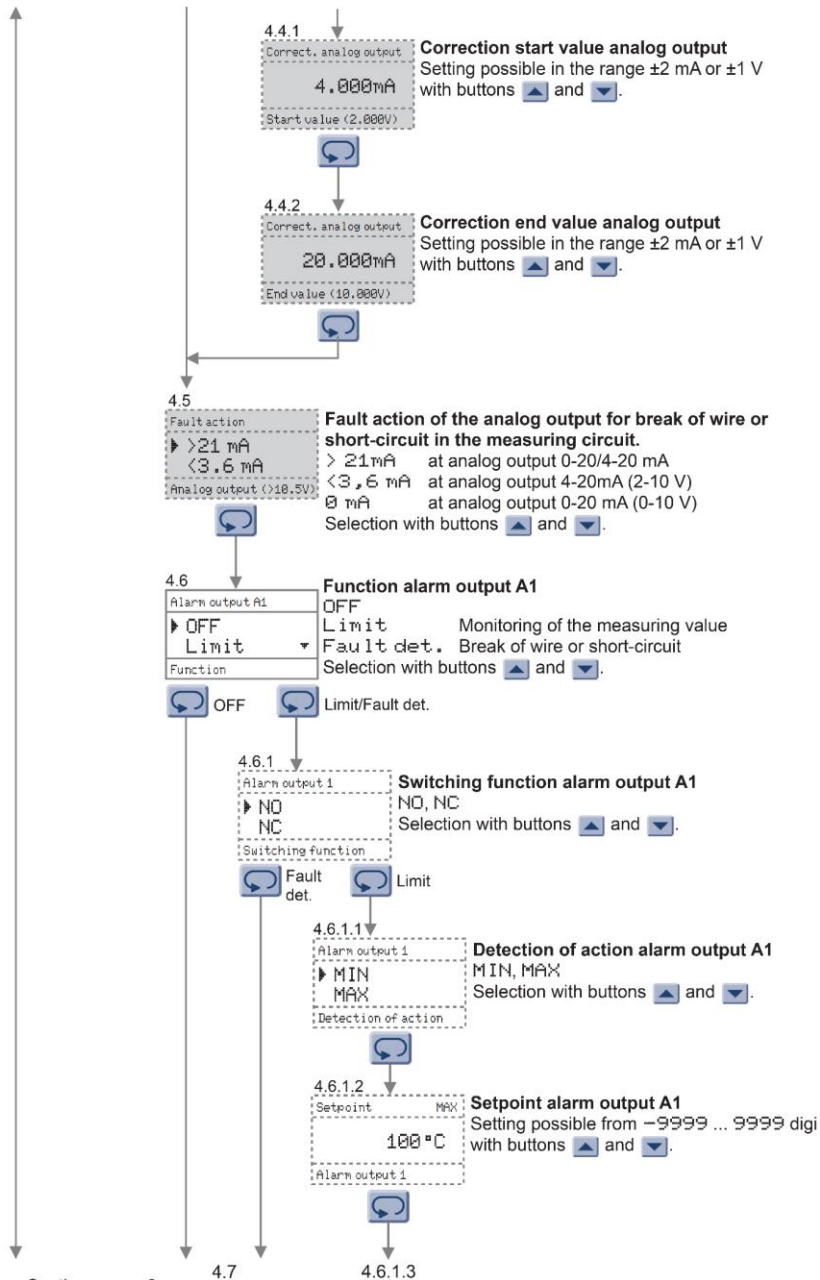 4.4.1
Correct. analog output
4.000mA
Start value (2.000V)
Correction start value analog output
Setting possible in the range ±2 mA or ±1 V
with buttons ▲ and ▼.
4.4.2
Correct. analog output
20.000mA
End value (10.000V)
Correction end value analog output
Setting possible in the range ±2 mA or ±1 V
with buttons ▲ and ▼.
4.5
Fault action
>21 mA
<3.6 mA
Analog output (>10.5V)
Fault action of the analog output for break of wire or
short-circuit in the measuring circuit.
> 21mA at analog output 0-20/4-20 mA
<3,6 mA at analog output 4-20mA (2-10 V)
0 mA at analog output 0-20 mA (0-10 V)
Selection with buttons ▲ and ▼.
4.6
Alarm output A1
OFF
Limit
Function
Function alarm output A1
OFF
Limit Monitoring of the measuring value
Fault det. Break of wire or short-circuit
Selection with buttons ▲ and ▼.
OFF
Limit/Fault det.
4.6.1
Alarm output 1
NO
NC
Switching function
Switching function alarm output A1
NO, NC
Selection with buttons ▲ and ▼.
Fault
det.
Limit
4.6.1.1
Alarm output 1
MIN
MAX
Detection of action
Detection of action alarm output A1
MIN, MAX
Selection with buttons ▲ and ▼.
4.6.1.2
Setpoint MAX
100°C
Alarm output 1
Setpoint alarm output A1
Setting possible from -9999 ... 9999 digi
with buttons ▲ and ▼.
4.7
4.6.1.3